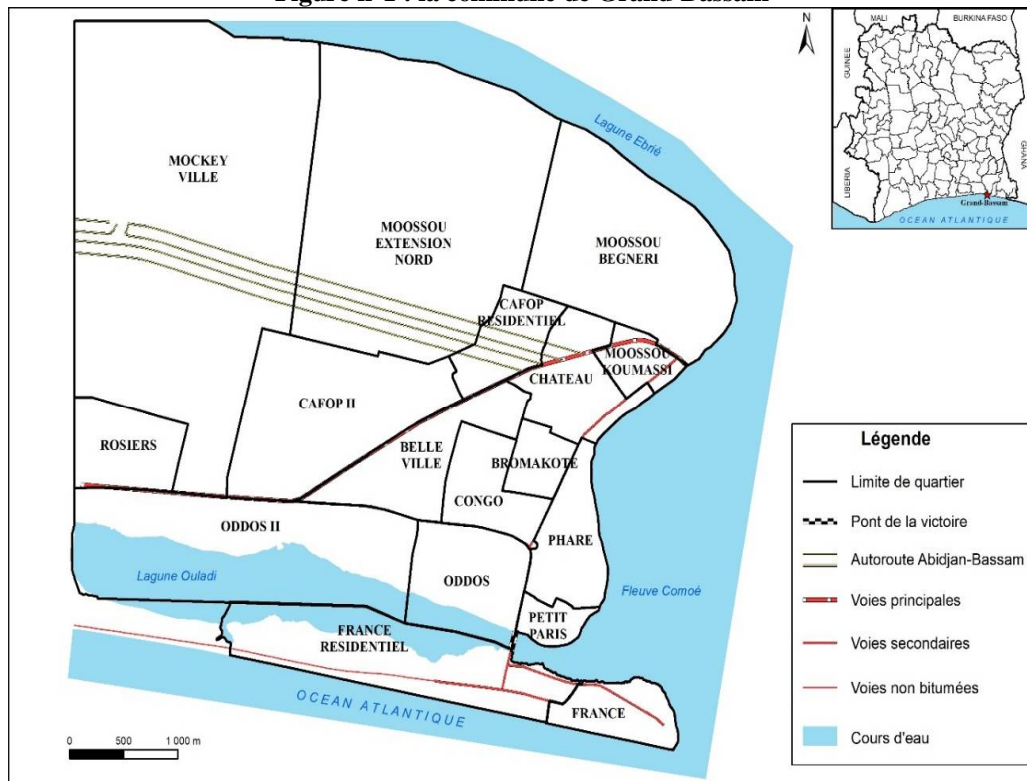 Figure n°1 : la commune de Grand-Bassam
N
MALI
BURKINA FASO
GUINEE
LIBERIA
GHANA
Grand-Bassam
OCEAN ATLANTIQUE
Lagune Ebrié
MOCKEY
VILLE
MOOSSOU
EXTENSION
NORD
MOOSSOU
BEGNERI
CAFOP
RESIDENTIEL
MOOSSOU
KOUMASSI
CHATEAU
CAFOP II
ROSIERS
BELLE
VILLE
BROMAKOTE
CONGO
ODDOS II
PHARE
ODDOS
Lagune Ouladi
Fleuve Comoé
PETIT
PARIS
FRANCE
RESIDENTIEL
FRANCE
OCEAN ATLANTIQUE
0 500 1 000 m
Légende
Limite de quartier
Pont de la victoire
Autoroute Abidjan-Bassam
Voies principales
Voies secondaires
Voies non bitumées
Cours d'eau